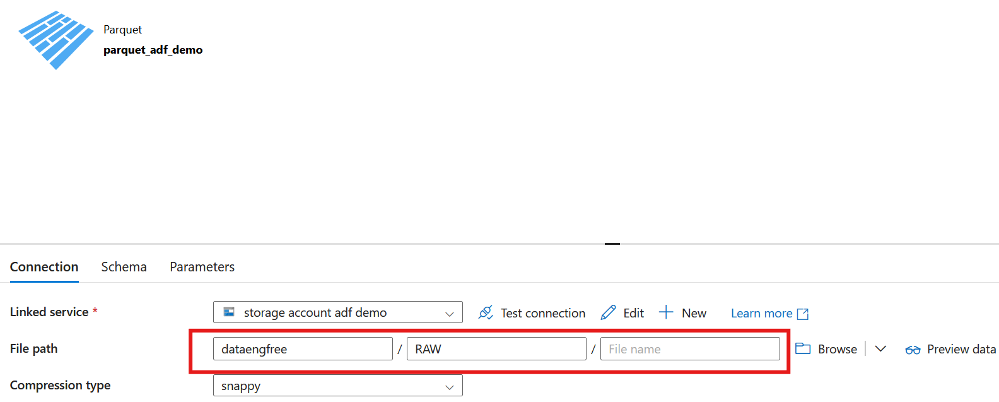 Parquet
parquet_adf_demo
Connection Schema Parameters
Linked service * storage account adf demo Test connection Edit New Learn more
File path dataengfree / RAW / File name Browse Preview data
Compression type snappy